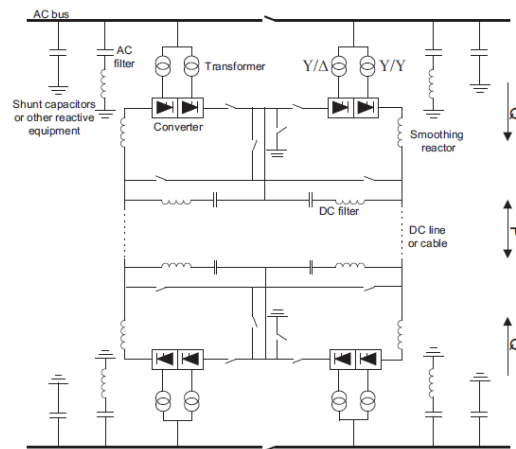 AC bus
AC
filter
Transformer
Y/Δ
Y/Y
Shunt capacitors
or other reactive
equipment
Converter
Smoothing
reactor
Q
DC filter
DC line
or cable
P
Q